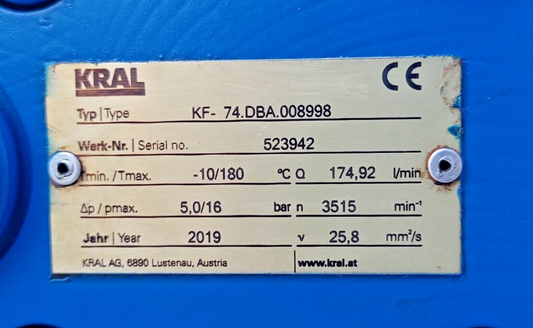 KRAL CE
Typ | Type KF- 74.DBA.008998
Werk-Nr. | Serial no. 523942
Tmin. / Tmax. -10/180 °C Q 174,92 l/min
Δp / pmax. 5,0/16 bar n 3515 min⁻¹
Jahr | Year 2019 ν 25,8 mm²/s
KRAL AG, 6890 Lustenau, Austria www.kral.at